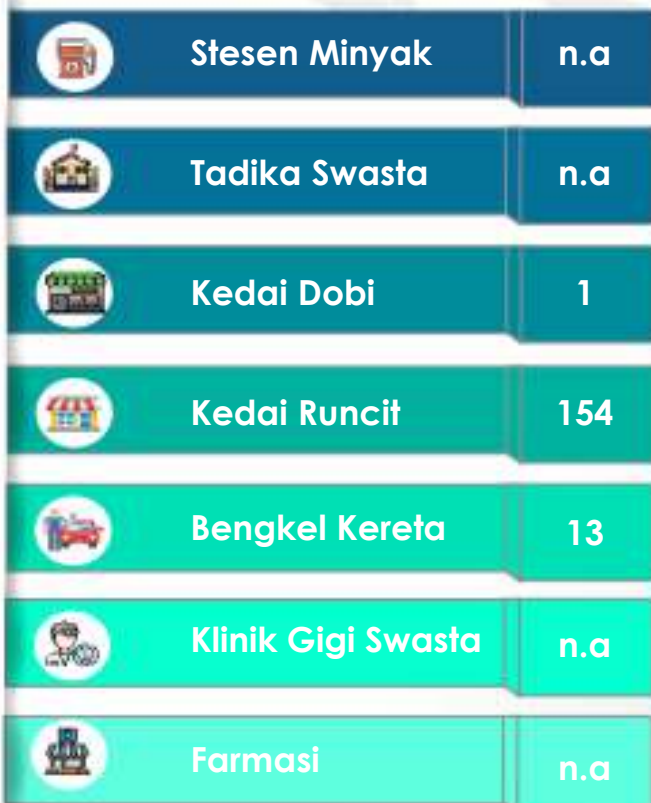 Stesen Minyak n.a
Tadika Swasta n.a
Kedai Dobi 1
Kedai Runcit 154
Bengkel Kereta 13
Klinik Gigi Swasta n.a
Farmasi n.a